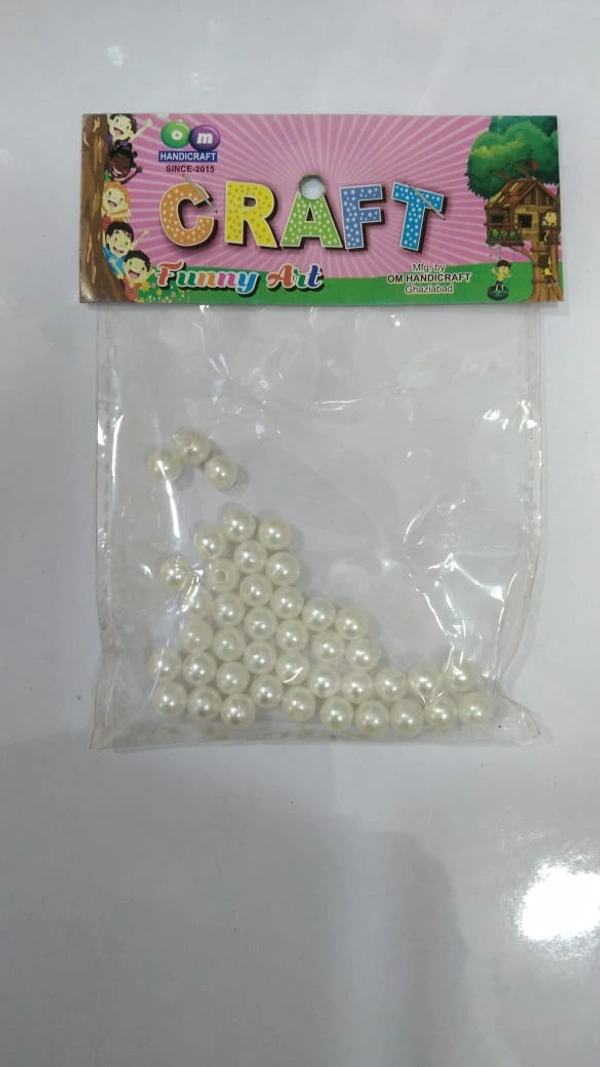 om
HANDICRAFT
SINCE-2015
CRAFT
Funny Art
Mfg. by
OM HANDICRAFT
Ghaziabad